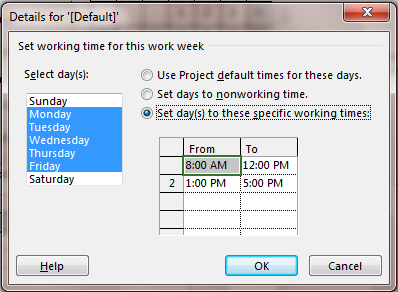 Details for '[Default]'
Set working time for this work week
Select day(s):
Sunday
Monday
Tuesday
Wednesday
Thursday
Friday
Saturday
Use Project default times for these days.
Set days to nonworking time.
Set day(s) to these specific working times:
From To
8:00 AM 12:00 PM
2 1:00 PM 5:00 PM
Help OK Cancel